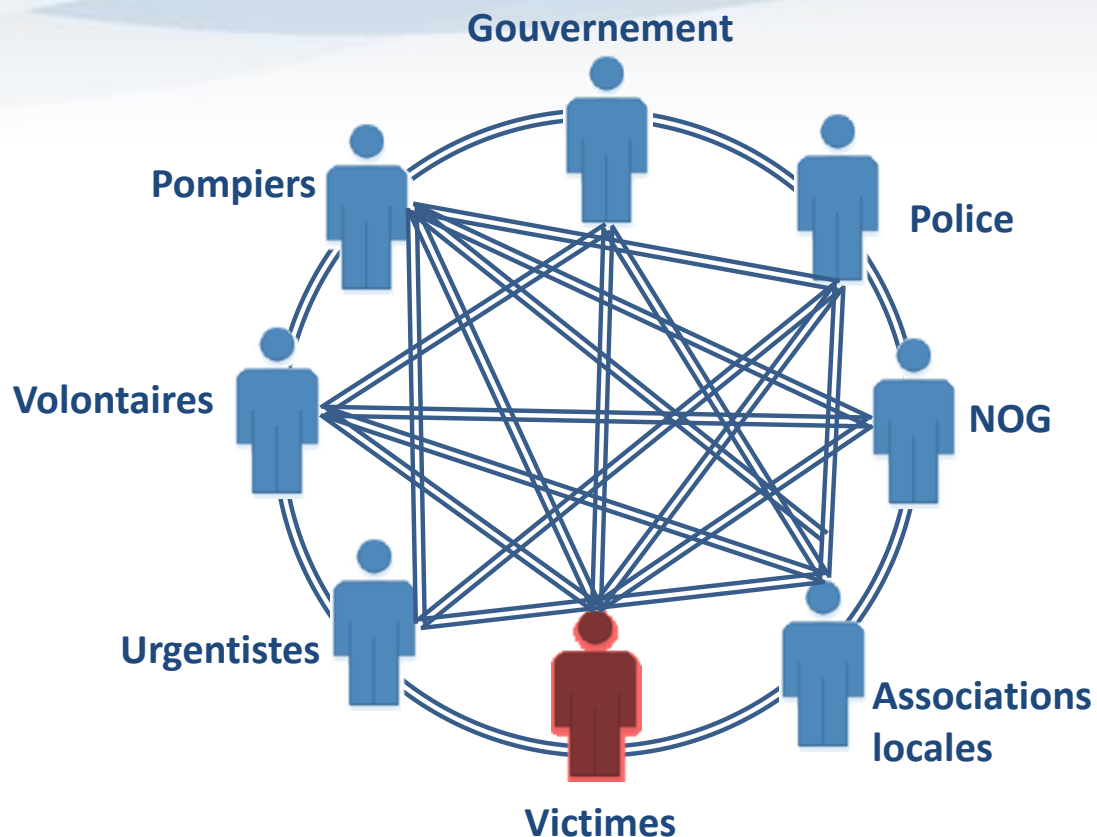 Gouvernement
Pompiers
Police
Volontaires
NOG
Urgentistes
Associations
locales
Victimes